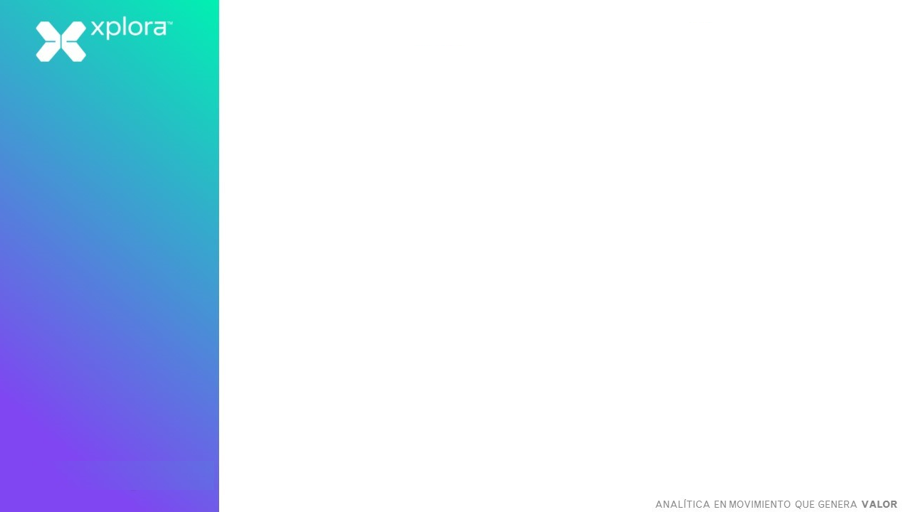 xplora™
ANALÍTICA EN MOVIMIENTO QUE GENERA VALOR